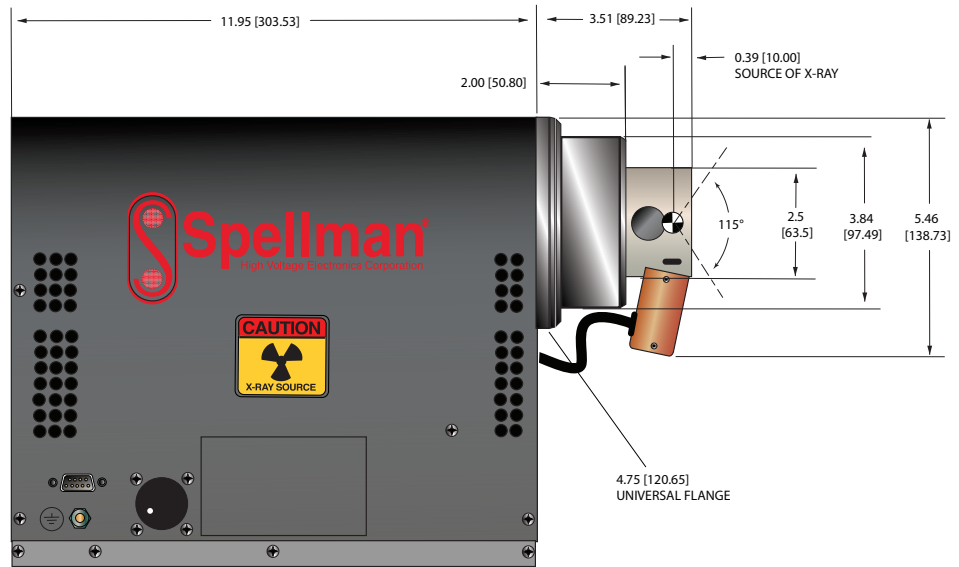 11.95 [303.53]
3.51 [89.23]
0.39 [10.00]
SOURCE OF X-RAY
2.00 [50.80]
Spellman®
High Voltage Electronics Corporation
115°
2.5
[63.5]
3.84
[97.49]
5.46
[138.73]
CAUTION
X-RAY SOURCE
4.75 [120.65]
UNIVERSAL FLANGE